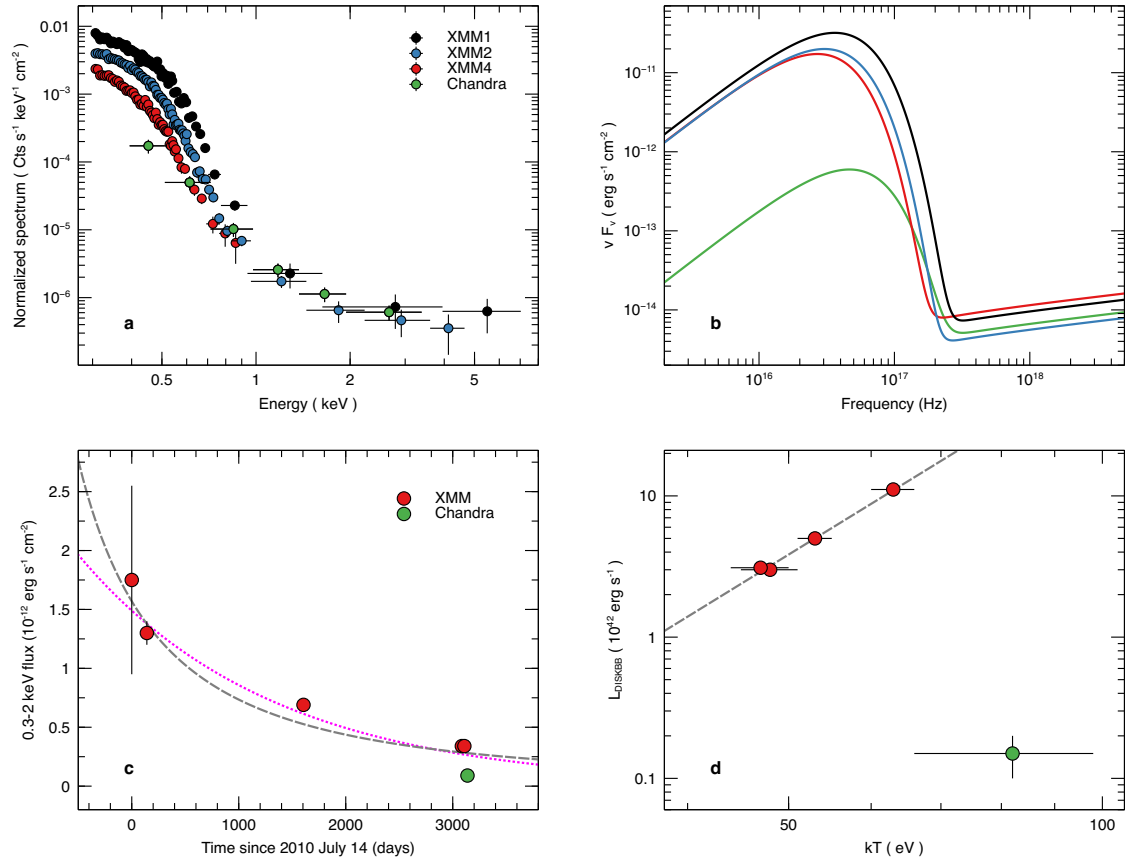 0.01
10⁻³
10⁻⁴
10⁻⁵
10⁻⁶
Normalized spectrum ( Cts s⁻¹ keV⁻¹ cm⁻² )
XMM1
XMM2
XMM4
Chandra
a
0.5 1 2 5
Energy ( keV )
10⁻¹¹
10⁻¹²
10⁻¹³
10⁻¹⁴
ν Fᵥ ( erg s⁻¹ cm⁻² )
b
10¹⁶ 10¹⁷ 10¹⁸
Frequency (Hz)
2.5
2
1.5
1
0.5
0
0.3-2 keV flux (10⁻¹² erg s⁻¹ cm⁻²)
XMM
Chandra
c
0 1000 2000 3000
Time since 2010 July 14 (days)
10
1
0.1
L_DISKBB (10⁴² erg s⁻¹)
d
50 100
kT ( eV )